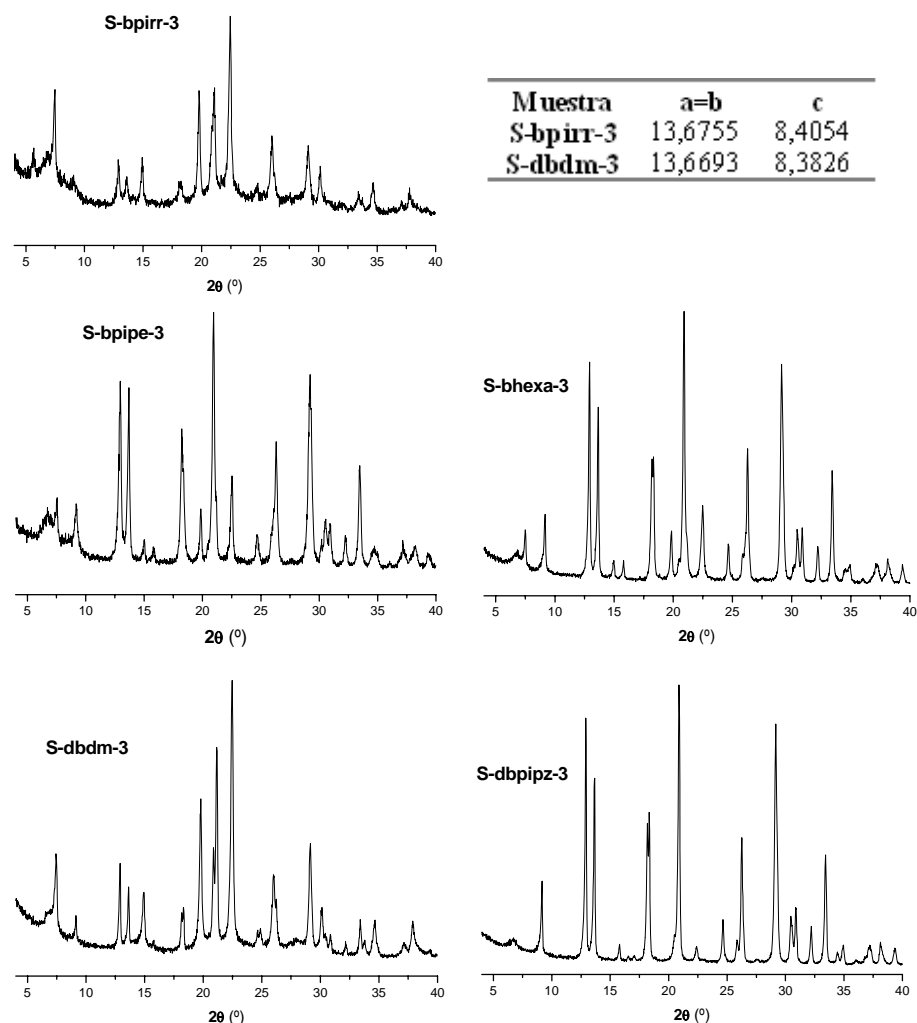 S-bpirr-3
5 10 15 20 25 30 35 40
2θ (º)
Muestra a=b c
S-bpirr-3 13,6755 8,4054
S-dbdm-3 13,6693 8,3826
S-bpipe-3
5 10 15 20 25 30 35 40
2θ (º)
S-bhexa-3
5 10 15 20 25 30 35 40
2θ (º)
S-dbdm-3
5 10 15 20 25 30 35 40
2θ (º)
S-dbpipz-3
5 10 15 20 25 30 35 40
2θ (º)